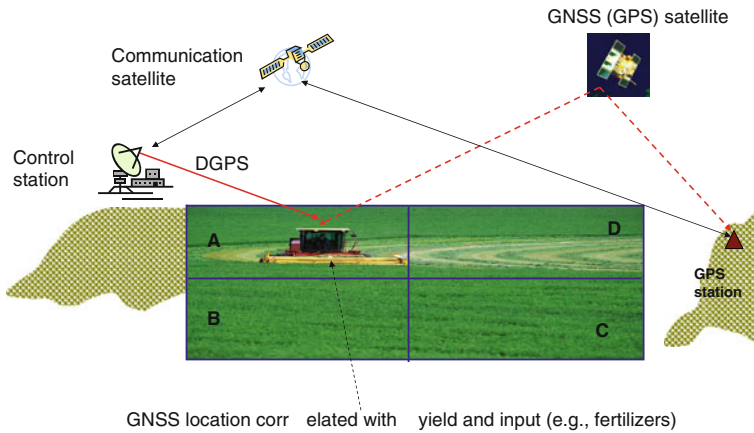 GNSS (GPS) satellite
Communication
satellite
Control
station
DGPS
A
D
GPS
station
B
C
GNSS location corr elated with yield and input (e.g., fertilizers)